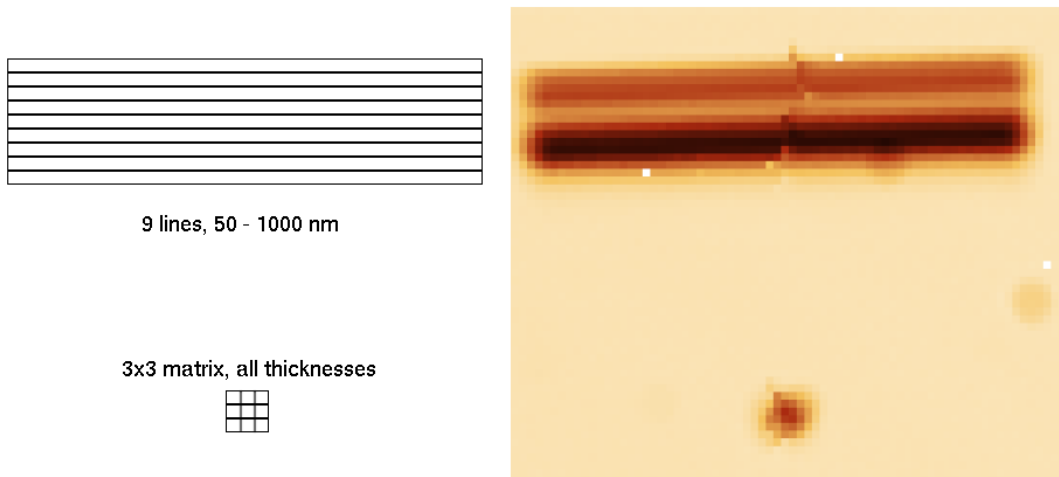 9 lines, 50 - 1000 nm
3x3 matrix, all thicknesses